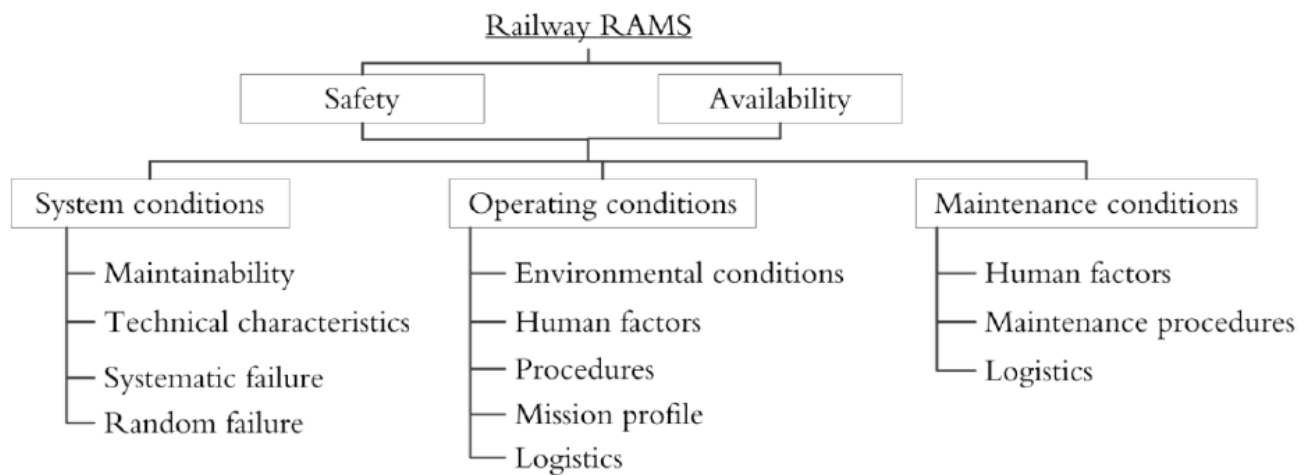 Railway RAMS
Safety
Availability
System conditions
Operating conditions
Maintenance conditions
Maintainability
Technical characteristics
Systematic failure
Random failure
Environmental conditions
Human factors
Procedures
Mission profile
Logistics
Human factors
Maintenance procedures
Logistics